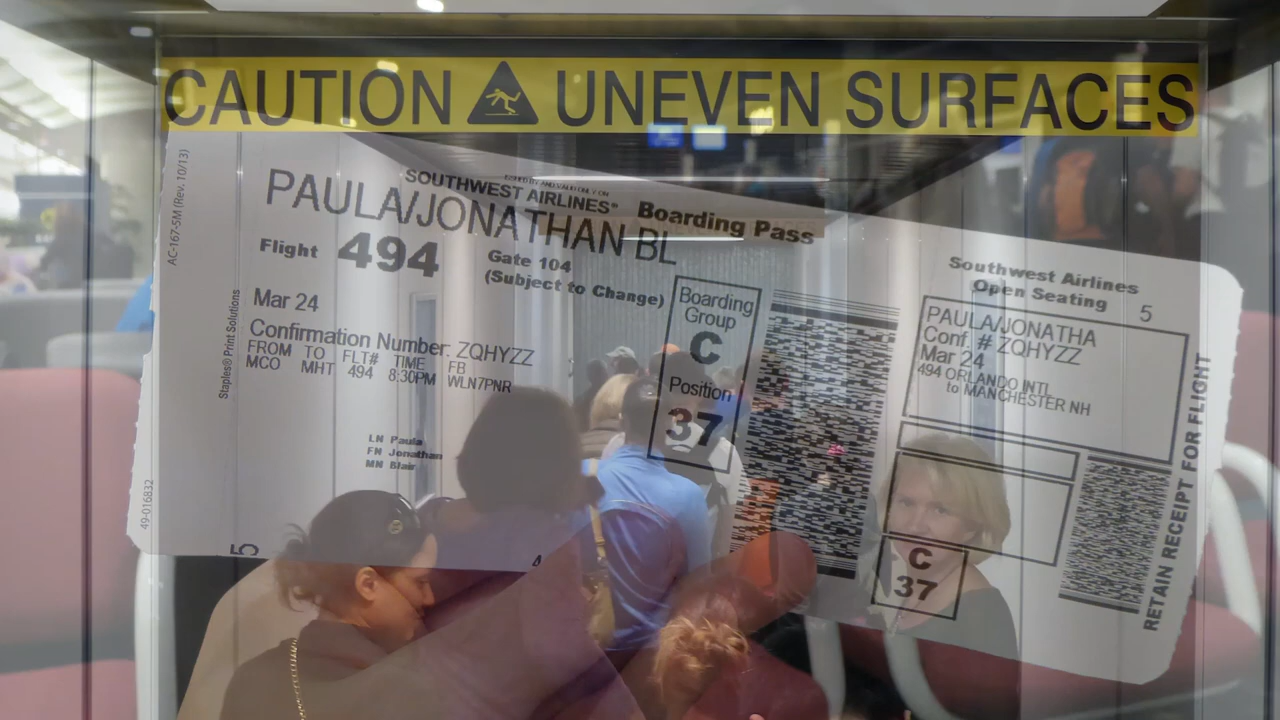 CAUTION UNEVEN SURFACES
AC-167-SM (Rev. 10/13)
SOUTHWEST AIRLINES® Boarding Pass
PAULA/JONATHAN BL
Flight 494
Gate 104
(Subject to Change)
Mar 24
Confirmation Number: ZQHYZZ
FROM TO FLT# TIME FB
MCO MHT 494 8:30PM WLN7PNR
LN Paula
FN Jonathan
MN Blair
Staples® Print Solutions
49-016832
5
4
Boarding
Group
C
Position
37
Southwest Airlines
Open Seating 5
PAULA/JONATHA
Conf. # ZQHYZZ
Mar 24
494 ORLANDO INTL
to MANCHESTER NH
C
37
RETAIN RECEIPT FOR FLIGHT